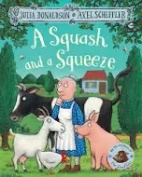 JULIA DONALDSON • AXEL SCHEFFLER
A Squash
and a Squeeze